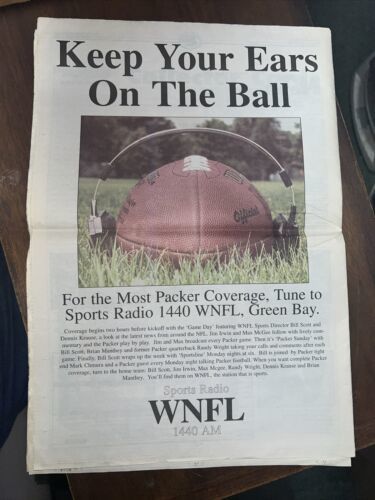 Keep Your Ears
On The Ball
Official
For the Most Packer Coverage, Tune to
Sports Radio 1440 WNFL, Green Bay.
Coverage begins two hours before kickoff with the 'Game Day' featuring WNFL Sports Director Bill Scott and
Dennis Krause, a look at the latest news from around the NFL. Jim Irwin and Max McGee follow with lively com-
mentary and the Packer play by play. Jim and Max broadcast every Packer game. Then it's 'Packer Sunday' with
Bill Scott, Brian Manthey and former Packer quarterback Randy Wright taking your calls and comments after each
game. Finally, Bill Scott wraps up the week with 'Sportsline' Monday nights at six. Bill is joined by Packer tight
end Mark Chmura and a Packer guest every Monday night talking Packer football. When you want complete Packer
coverage, turn to the home team: Bill Scott, Jim Irwin, Max Mcgee, Randy Wright, Dennis Krause and Brian
Manthey. You'll find them on WNFL, the station that is sports.
Sports Radio
WNFL
1440 AM